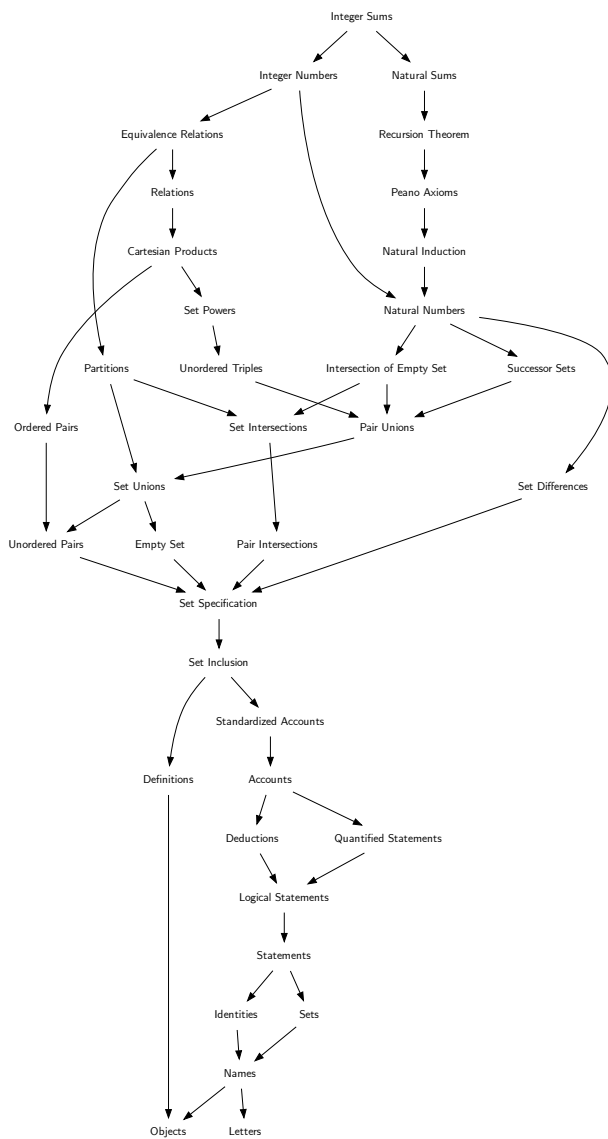 Integer Sums
Integer Numbers
Natural Sums
Equivalence Relations
Recursion Theorem
Relations
Peano Axioms
Cartesian Products
Natural Induction
Set Powers
Natural Numbers
Partitions
Unordered Triples
Intersection of Empty Set
Successor Sets
Ordered Pairs
Set Intersections
Pair Unions
Set Unions
Set Differences
Unordered Pairs
Empty Set
Pair Intersections
Set Specification
Set Inclusion
Standardized Accounts
Definitions
Accounts
Deductions
Quantified Statements
Logical Statements
Statements
Identities
Sets
Names
Objects
Letters